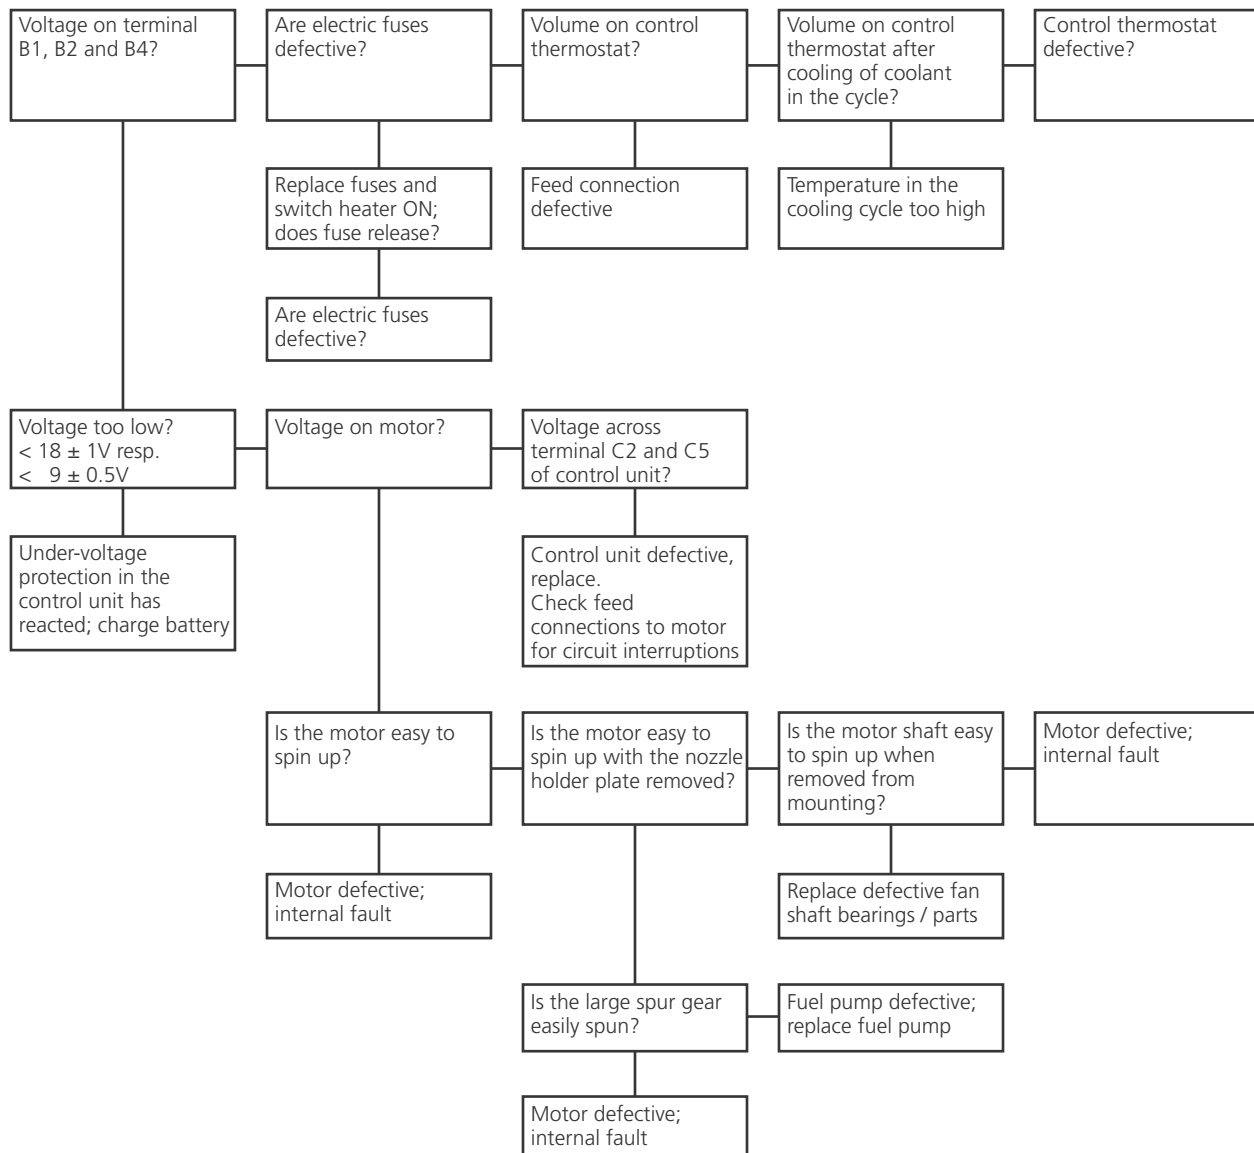 Voltage on terminal
B1, B2 and B4?
Are electric fuses
defective?
Volume on control
thermostat?
Volume on control
thermostat after
cooling of coolant
in the cycle?
Control thermostat
defective?
Replace fuses and
switch heater ON;
does fuse release?
Feed connection
defective
Temperature in the
cooling cycle too high
Are electric fuses
defective?
Voltage too low?
< 18 ± 1V resp.
< 9 ± 0.5V
Voltage on motor?
Voltage across
terminal C2 and C5
of control unit?
Under-voltage
protection in the
control unit has
reacted; charge battery
Control unit defective,
replace.
Check feed
connections to motor
for circuit interruptions
Is the motor easy to
spin up?
Is the motor easy to
spin up with the nozzle
holder plate removed?
Is the motor shaft easy
to spin up when
removed from
mounting?
Motor defective;
internal fault
Motor defective;
internal fault
Replace defective fan
shaft bearings / parts
Is the large spur gear
easily spun?
Fuel pump defective;
replace fuel pump
Motor defective;
internal fault